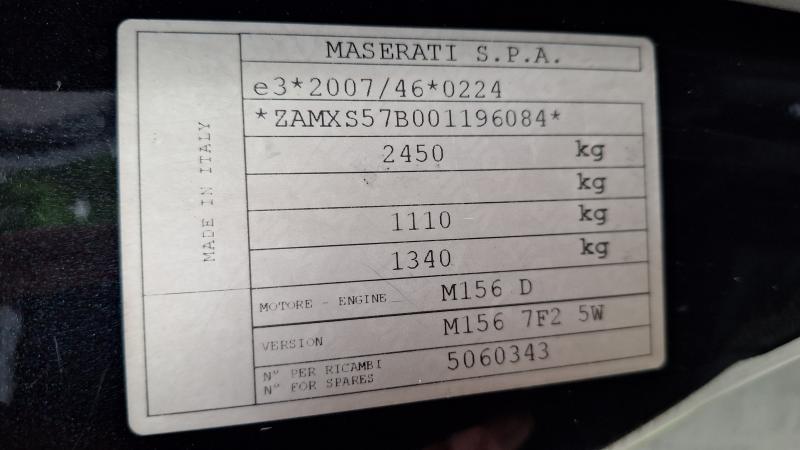 MASERATI S.P.A.
e3*2007/46*0224
*ZAMXS57B001196084*
2450 kg
kg
1110 kg
1340 kg
MOTORE - ENGINE M156 D
VERSION M156 7F2 5W
N° PER RICAMBI
N° FOR SPARES 5060343
MADE IN ITALY